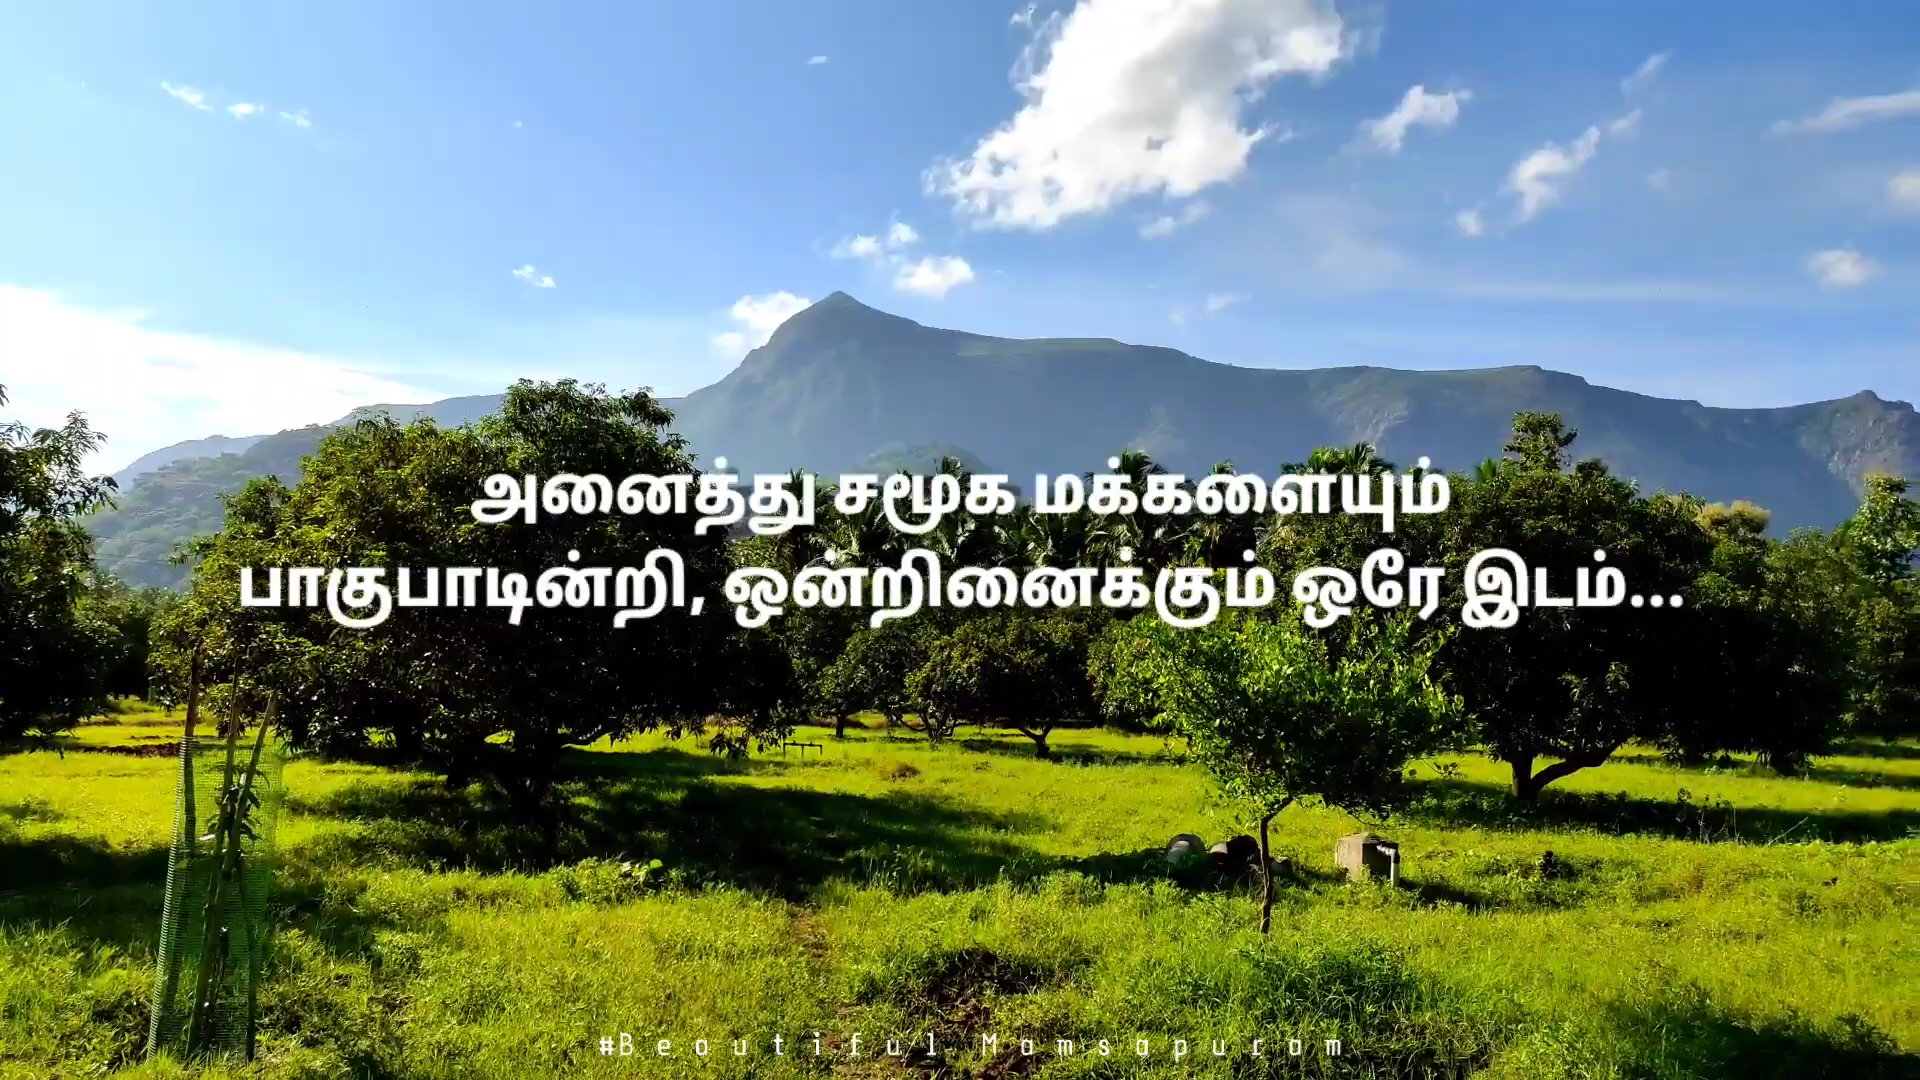 அனைத்து சமூக மக்களையும்
பாகுபாடின்றி, ஒன்றினைக்கும் ஒரே இடம்...
#Beautiful Mamsapuram